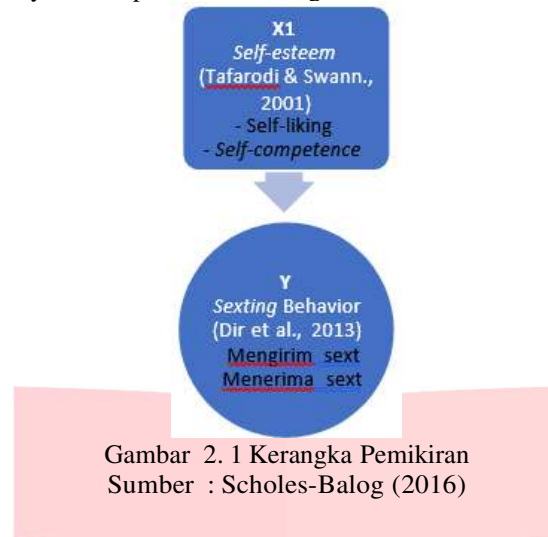 X1
Self-esteem
(Tafarodi & Swann.,
2001)
- Self-liking
- Self-competence
Y
Sexting Behavior
(Dir et al., 2013)
Mengirim sext
Menerima sext
Gambar 2. 1 Kerangka Pemikiran
Sumber : Scholes-Balog (2016)